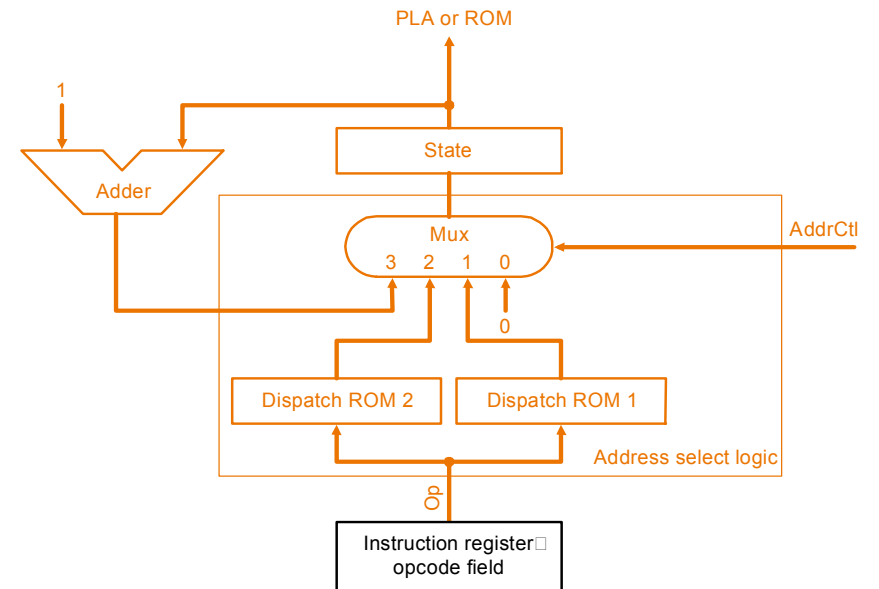 PLA or ROM
1
State
Adder
AddrCtl
Mux
3 2 1 0
0
Dispatch ROM 2
Dispatch ROM 1
Address select logic
Op
Instruction register□
opcode field